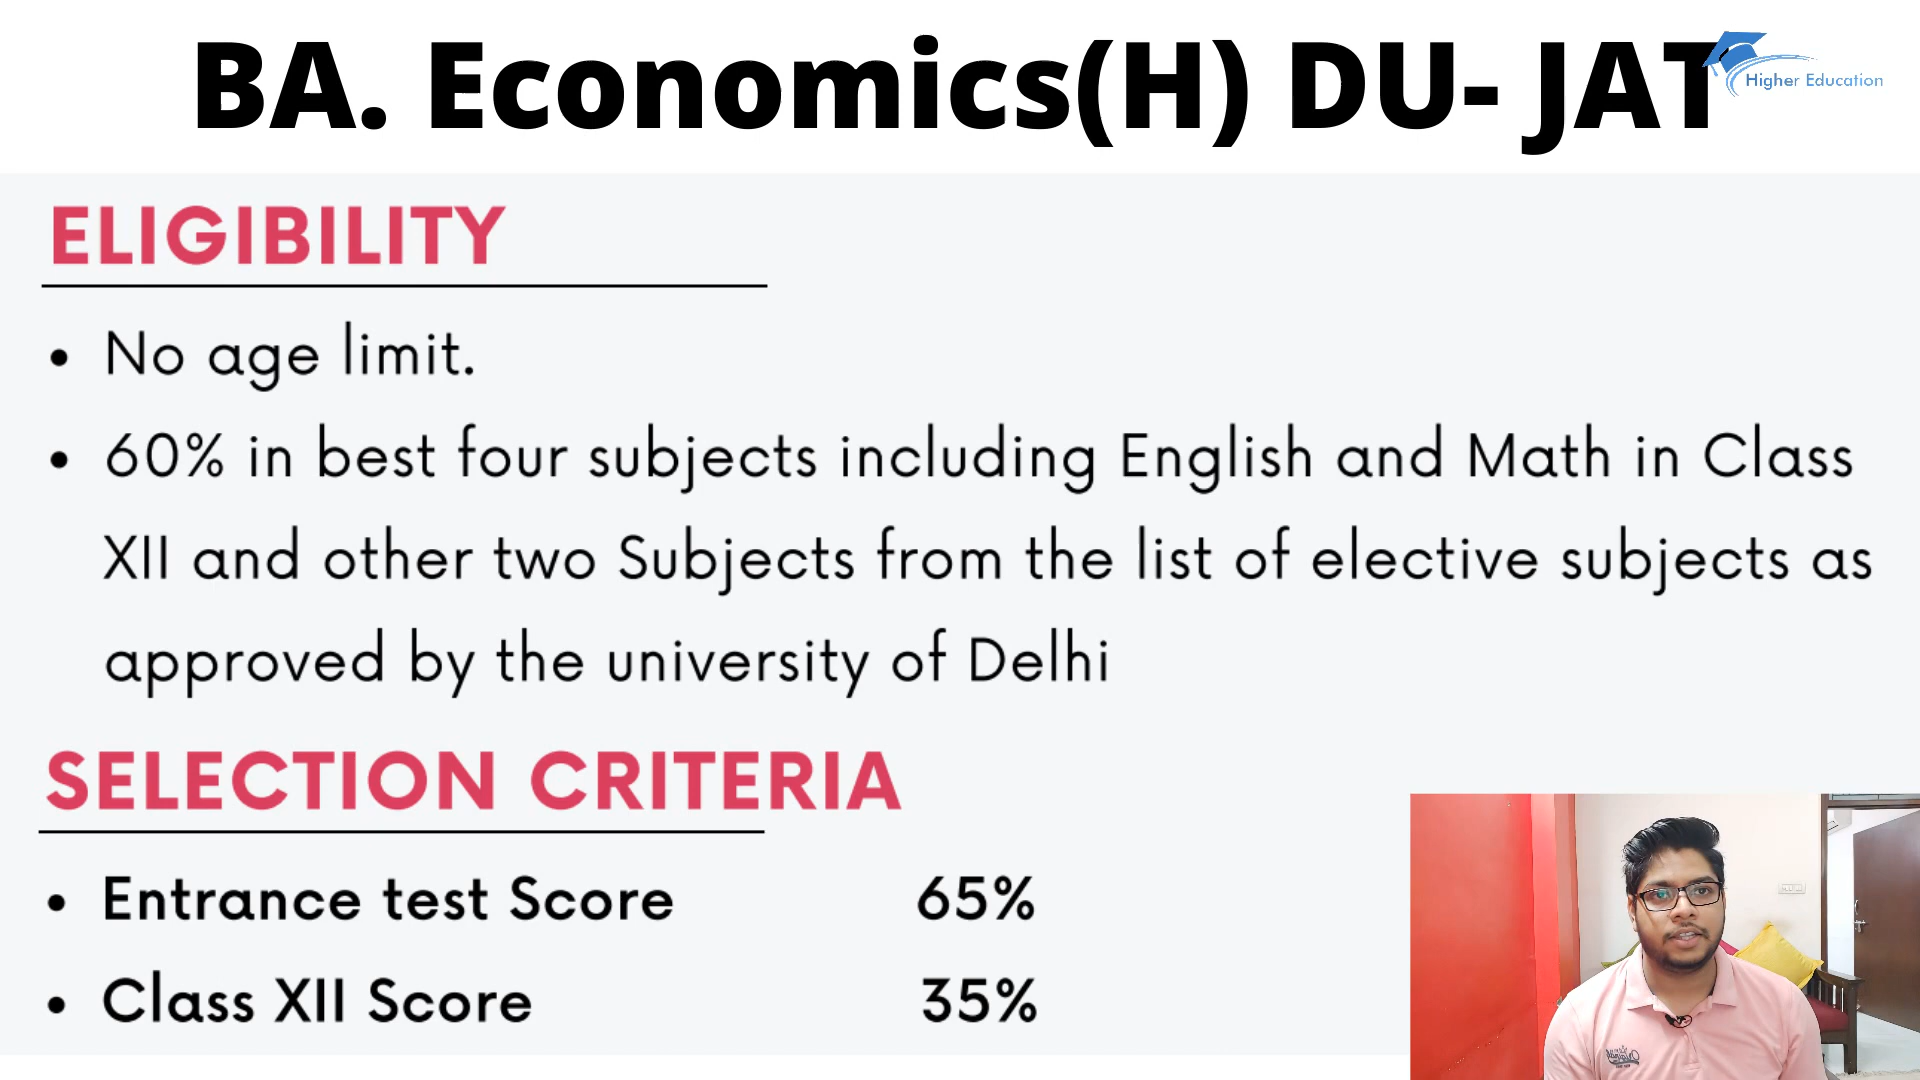 BA. Economics(H) DU- JAT
Higher Education
ELIGIBILITY
• No age limit.
• 60% in best four subjects including English and Math in Class
XII and other two Subjects from the list of elective subjects as
approved by the university of Delhi
SELECTION CRITERIA
• Entrance test Score 65%
• Class XII Score 35%